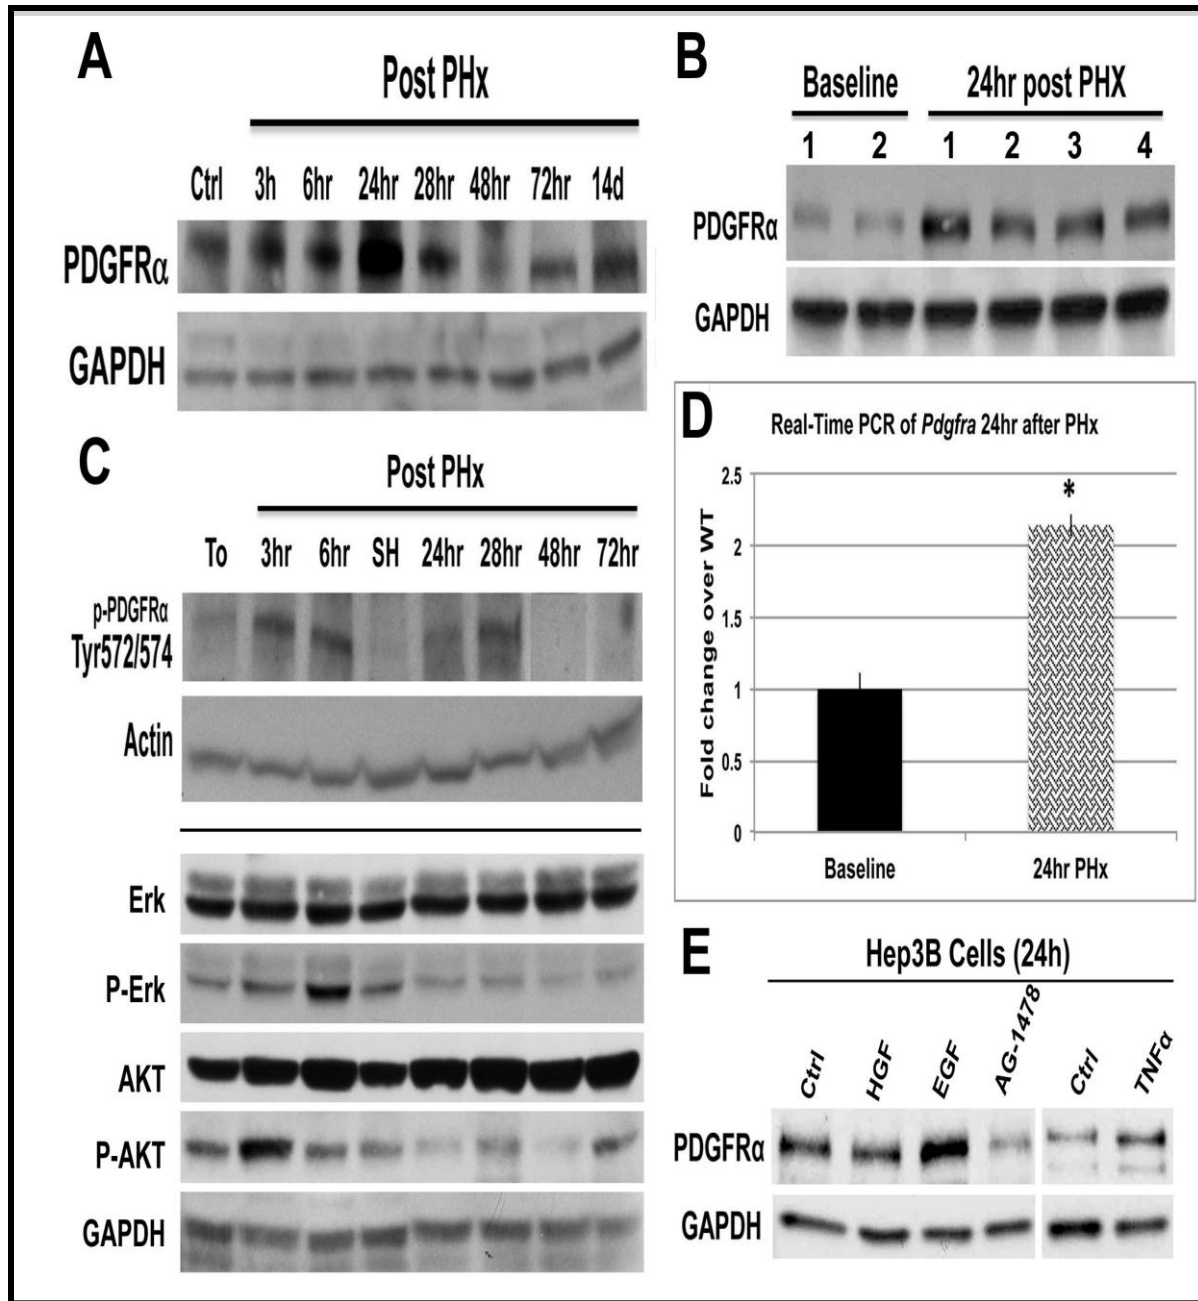 A
Post PHx
Ctrl 3h 6hr 24hr 28hr 48hr 72hr 14d
PDGFRα
GAPDH
B
Baseline 24hr post PHX
1 2 1 2 3 4
PDGFRα
GAPDH
C
Post PHx
To 3hr 6hr SH 24hr 28hr 48hr 72hr
p-PDGFRα
Tyr572/574
Actin
Erk
P-Erk
AKT
P-AKT
GAPDH
D
Real-Time PCR of Pdgfra 24hr after PHx
Fold change over WT
2.5
2
1.5
1
0.5
0
*
Baseline 24hr PHx
E
Hep3B Cells (24h)
Ctrl HGF EGF AG-1478 Ctrl TNFα
PDGFRα
GAPDH